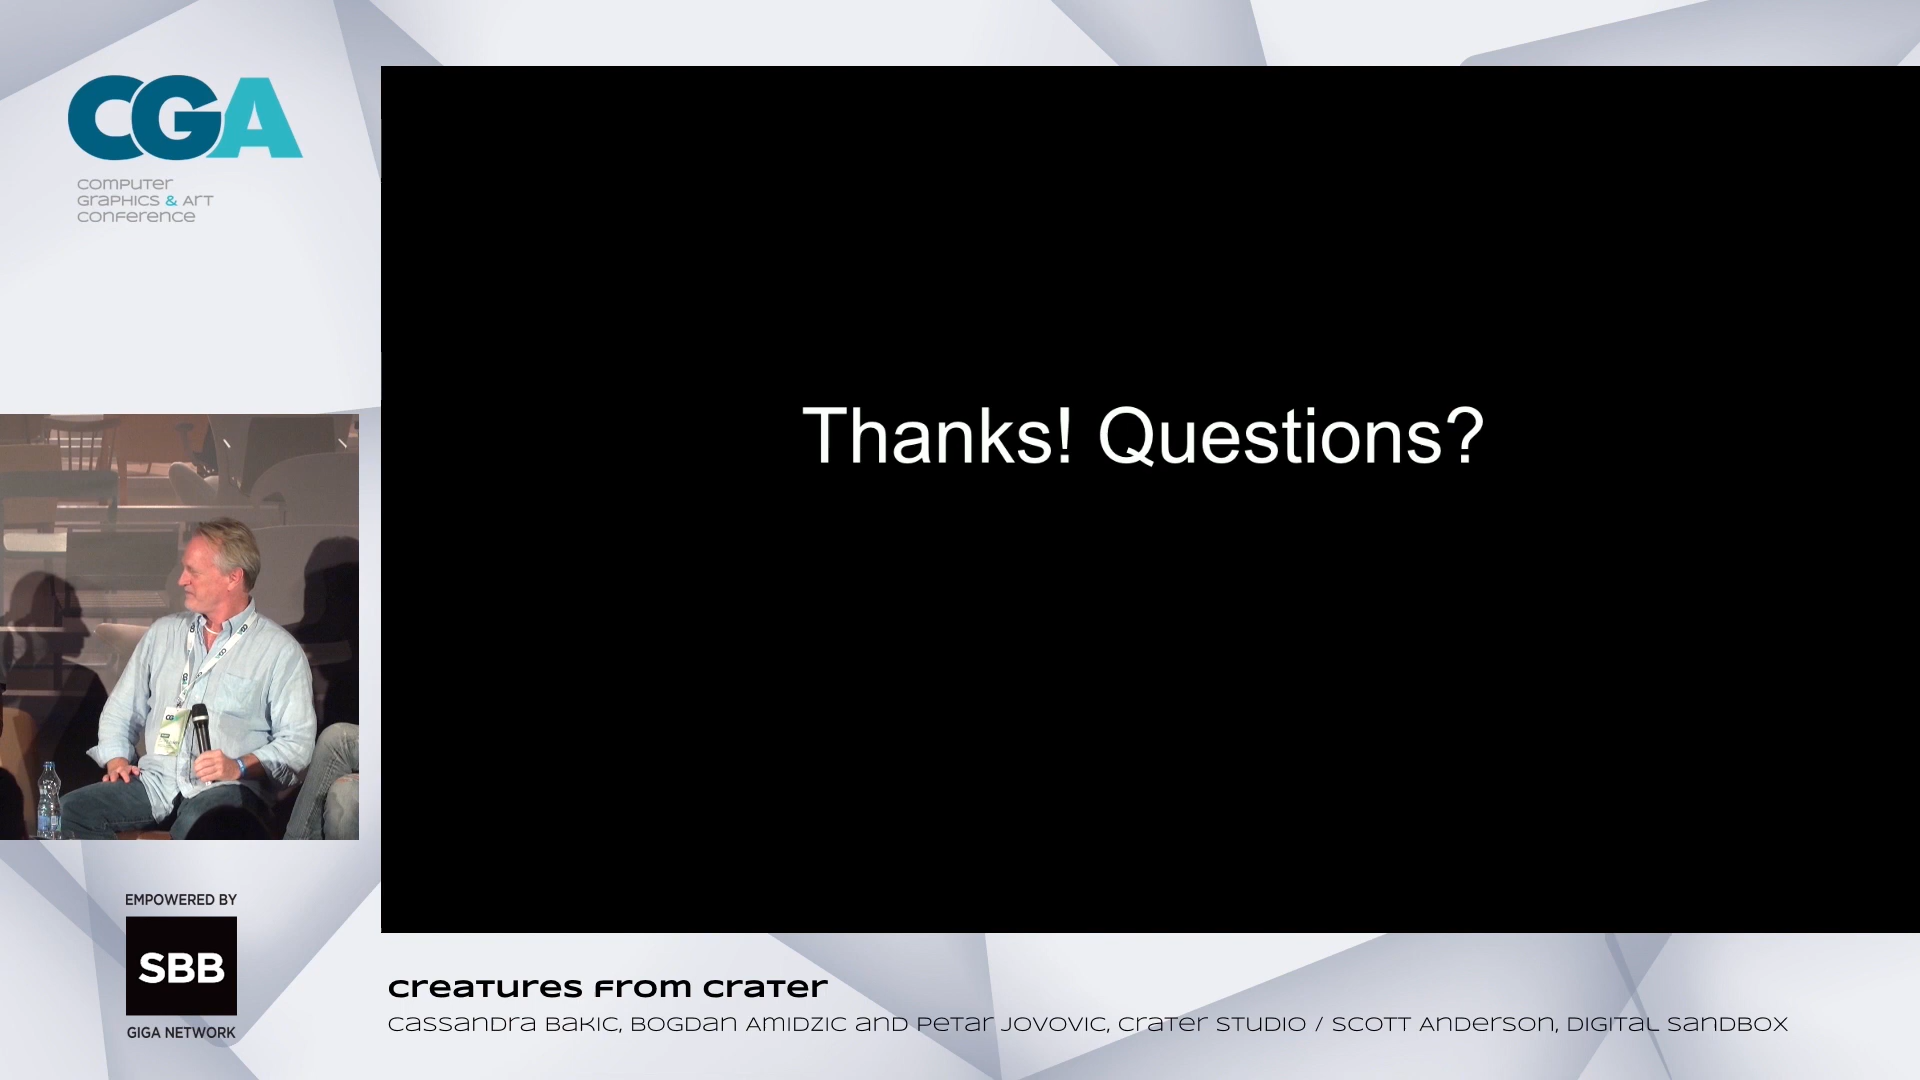 CGA
computer
graphics & art
conference
Thanks! Questions?
EMPOWERED BY
SBB
GIGA NETWORK
creatures from crater
cassandra bakic, bogdan amidzic and petar jovovic, crater studio / scott anderson, digital sandbox